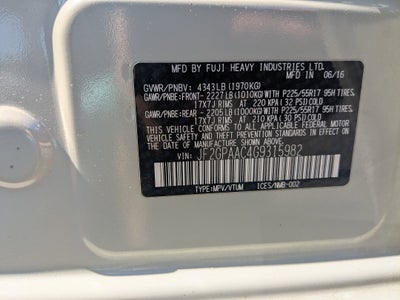 MFD BY FUJI HEAVY INDUSTRIES LTD.
MFD IN 06/16
GVWR/PNBV: 4343LB (1970KG)
GAWR/PNBE:FRONT- 2227LB(1010KG) WITH P225/55R17 95H TIRES,
17X7J RIMS AT 220 KPA( 32 PSI)COLD
GAWR/PNBE:REAR - 2205LB(1000KG) WITH P225/55R17 95H TIRES,
17X7J RIMS AT 210 KPA( 30 PSI)COLD
THIS VEHICLE CONFORMS TO ALL APPLICABLE FEDERAL MOTOR
VEHICLE SAFETY AND THEFT PREVENTION STANDARDS IN EFFECT
ON THE DATE OF MANUFACTURE SHOWN ABOVE.
VIN: JF2GPAAC4G9315982
TYPE:MPV/VTUM ICES/NMB-002